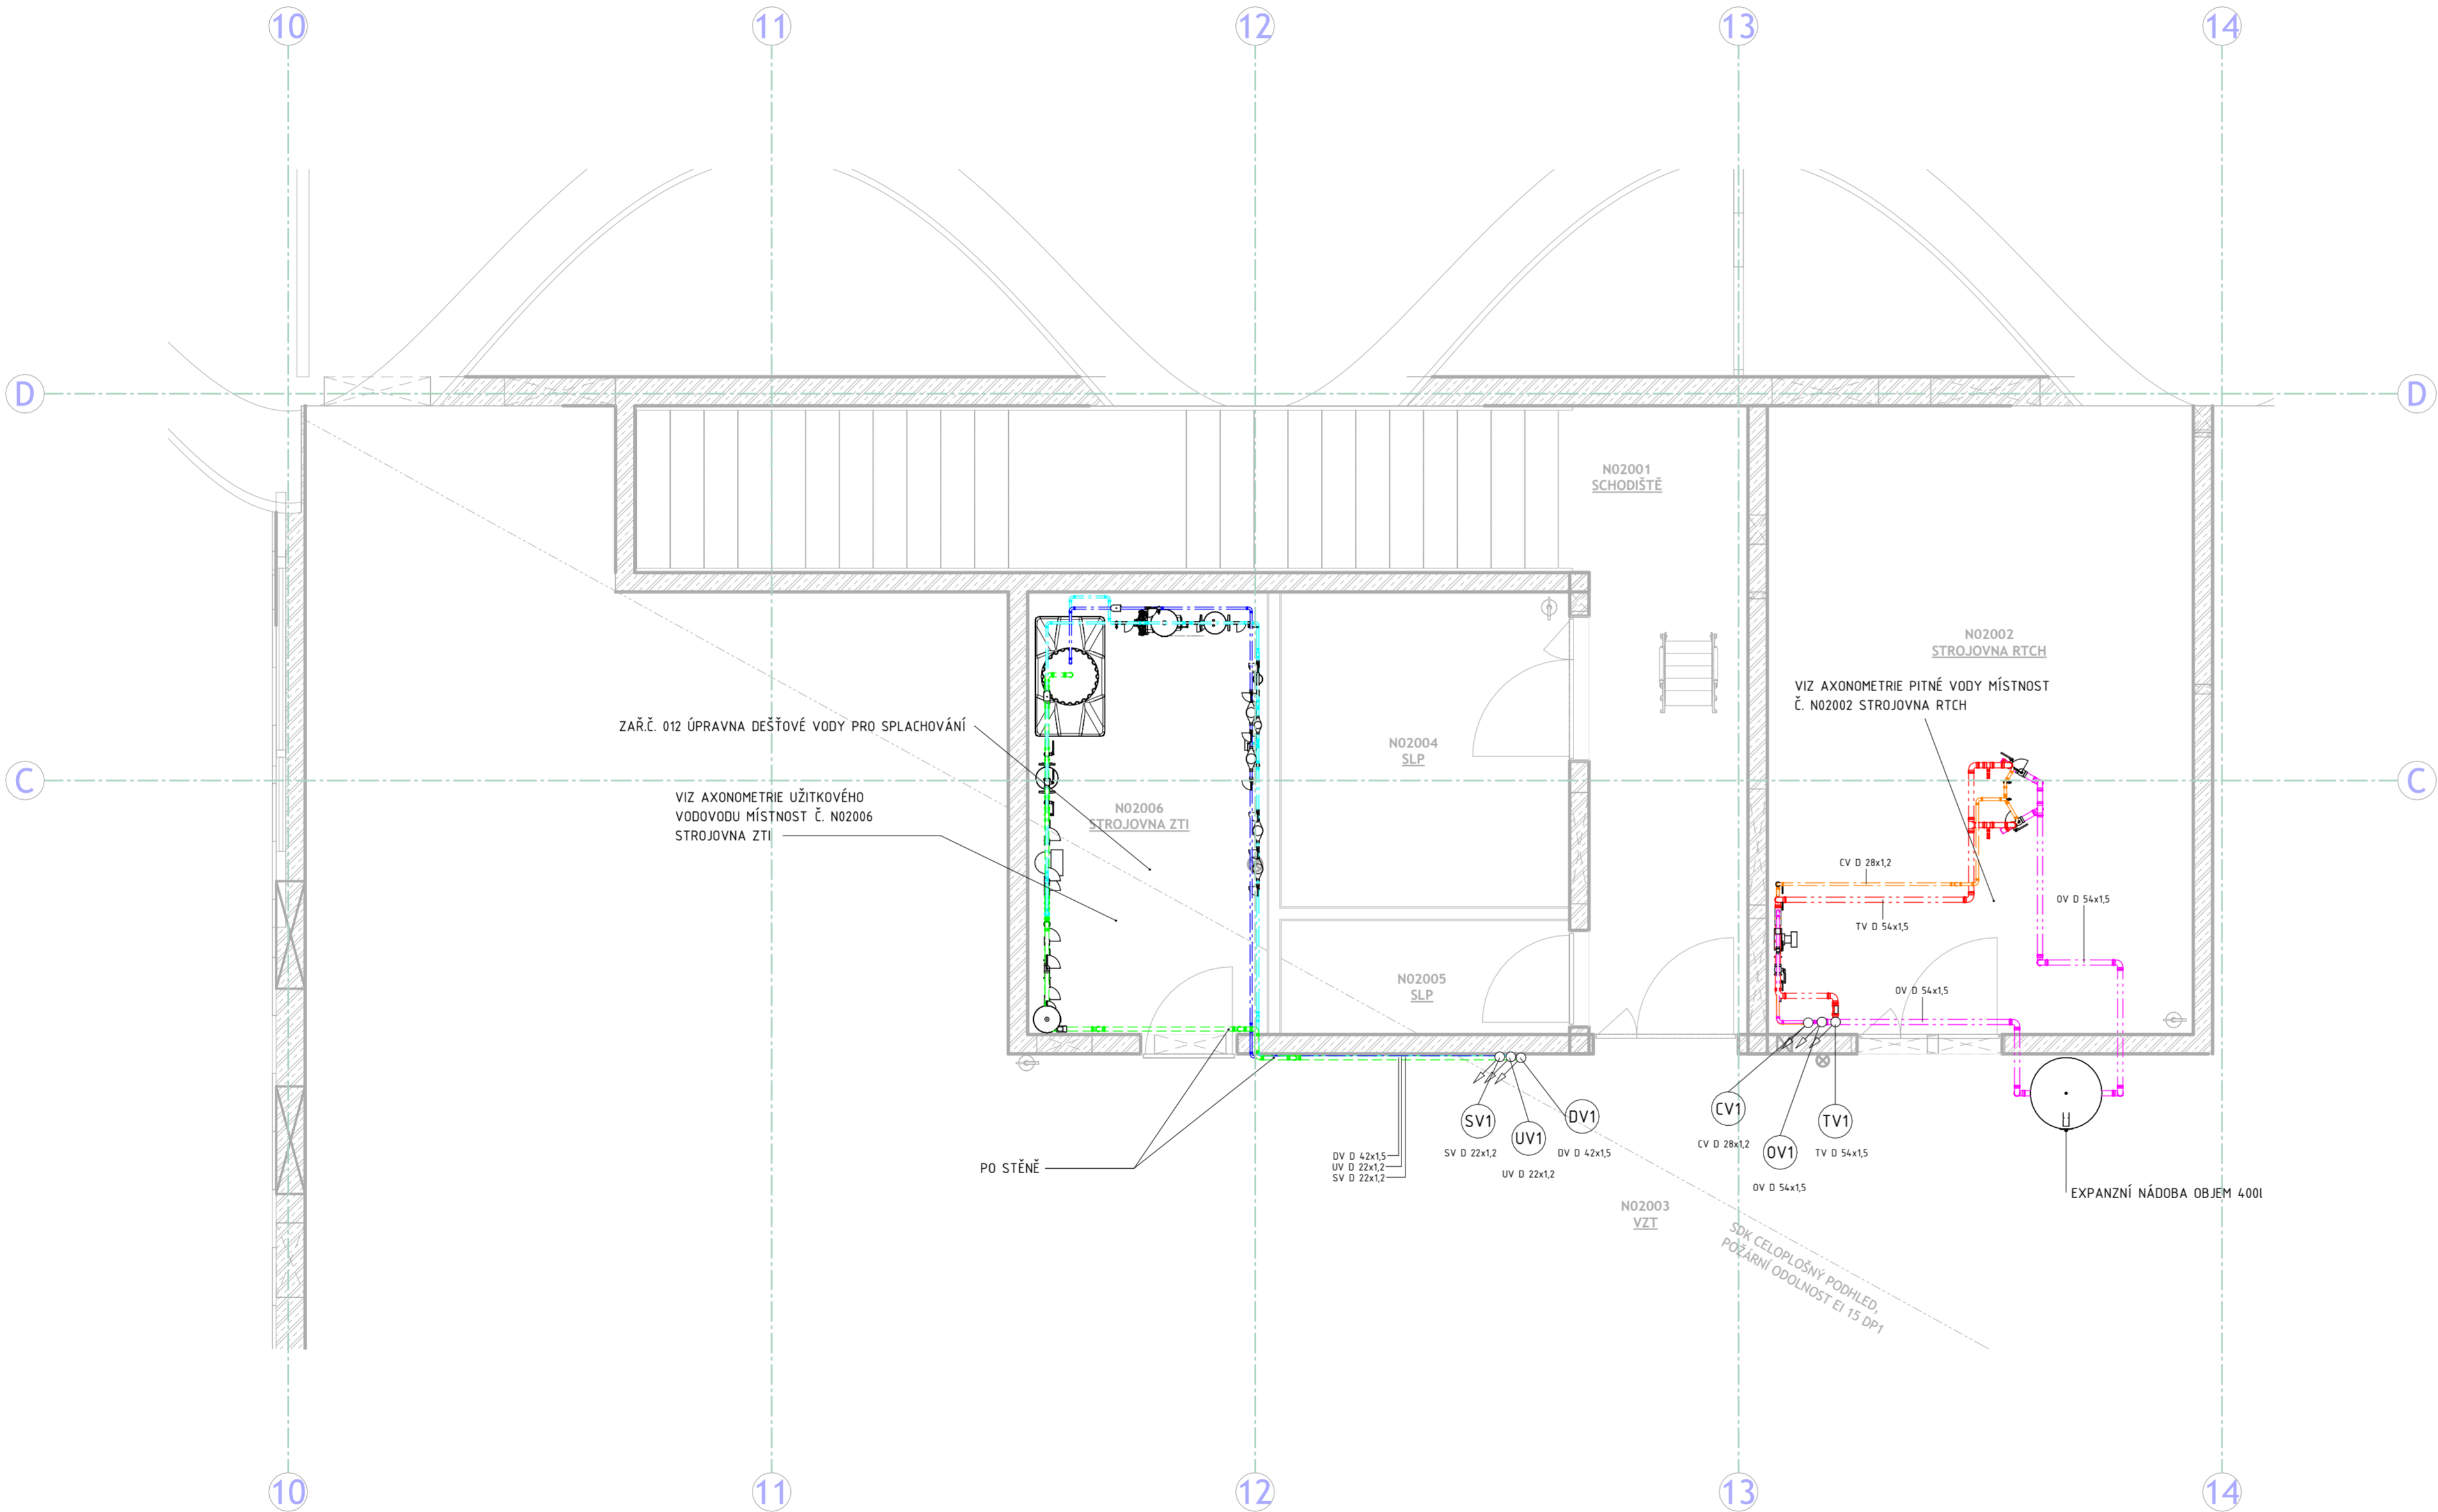 10
11
12
13
14
D
D
N02001
SCHODIŠTĚ
N02002
STROJOVNA RTCH
VIZ AXONOMETRIE PITNÉ VODY MÍSTNOST
Č. N02002 STROJOVNA RTCH
ZAŘ.Č. 012 ÚPRAVNA DEŠŤOVÉ VODY PRO SPLACHOVÁNÍ
N02004
SLP
C
C
VIZ AXONOMETRIE UŽITKOVÉHO
VODOVODU MÍSTNOST Č. N02006
STROJOVNA ZTI
N02006
STROJOVNA ZTI
CV D 28x1,2
OV D 54x1,5
TV D 54x1,5
N02005
SLP
OV D 54x1,5
SV1
UV1
DV1
CV1
OV1
TV1
SV D 22x1,2
UV D 22x1,2
DV D 42x1,5
CV D 28x1,2
OV D 54x1,5
TV D 54x1,5
DV D 42x1,5
UV D 22x1,2
SV D 22x1,2
PO STĚNĚ
EXPANZNÍ NÁDOBA OBJEM 400l
N02003
VZT
SDK CELOPLOŠNÝ PODHLED,
POŽÁRNÍ ODOLNOST EI 15 DP1
10
11
12
13
14